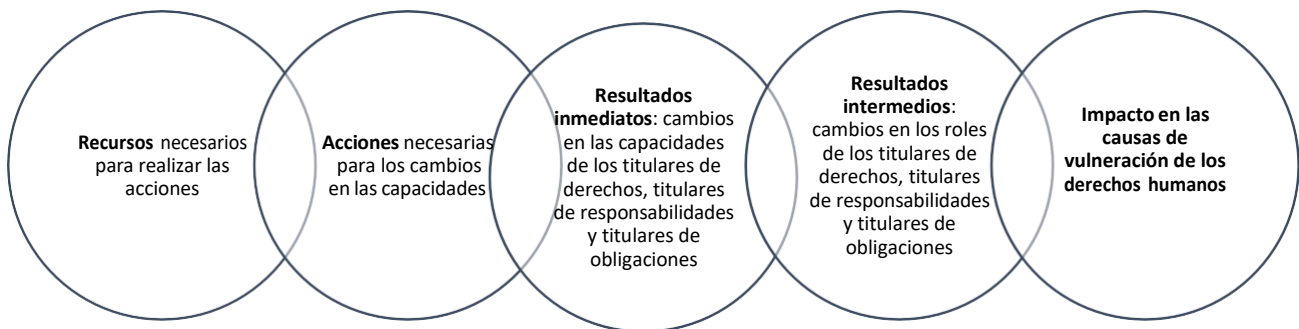 Recursos necesarios
para realizar las
acciones
Acciones necesarias
para los cambios
en las capacidades
Resultados
inmediatos: cambios
en las capacidades
de los titulares de
derechos, titulares
de responsabilidades
y titulares de
obligaciones
Resultados
intermedios:
cambios en los roles
de los titulares de
derechos, titulares
de responsabilidades
y titulares de
obligaciones
Impacto en las
causas de
vulneración de los
derechos humanos